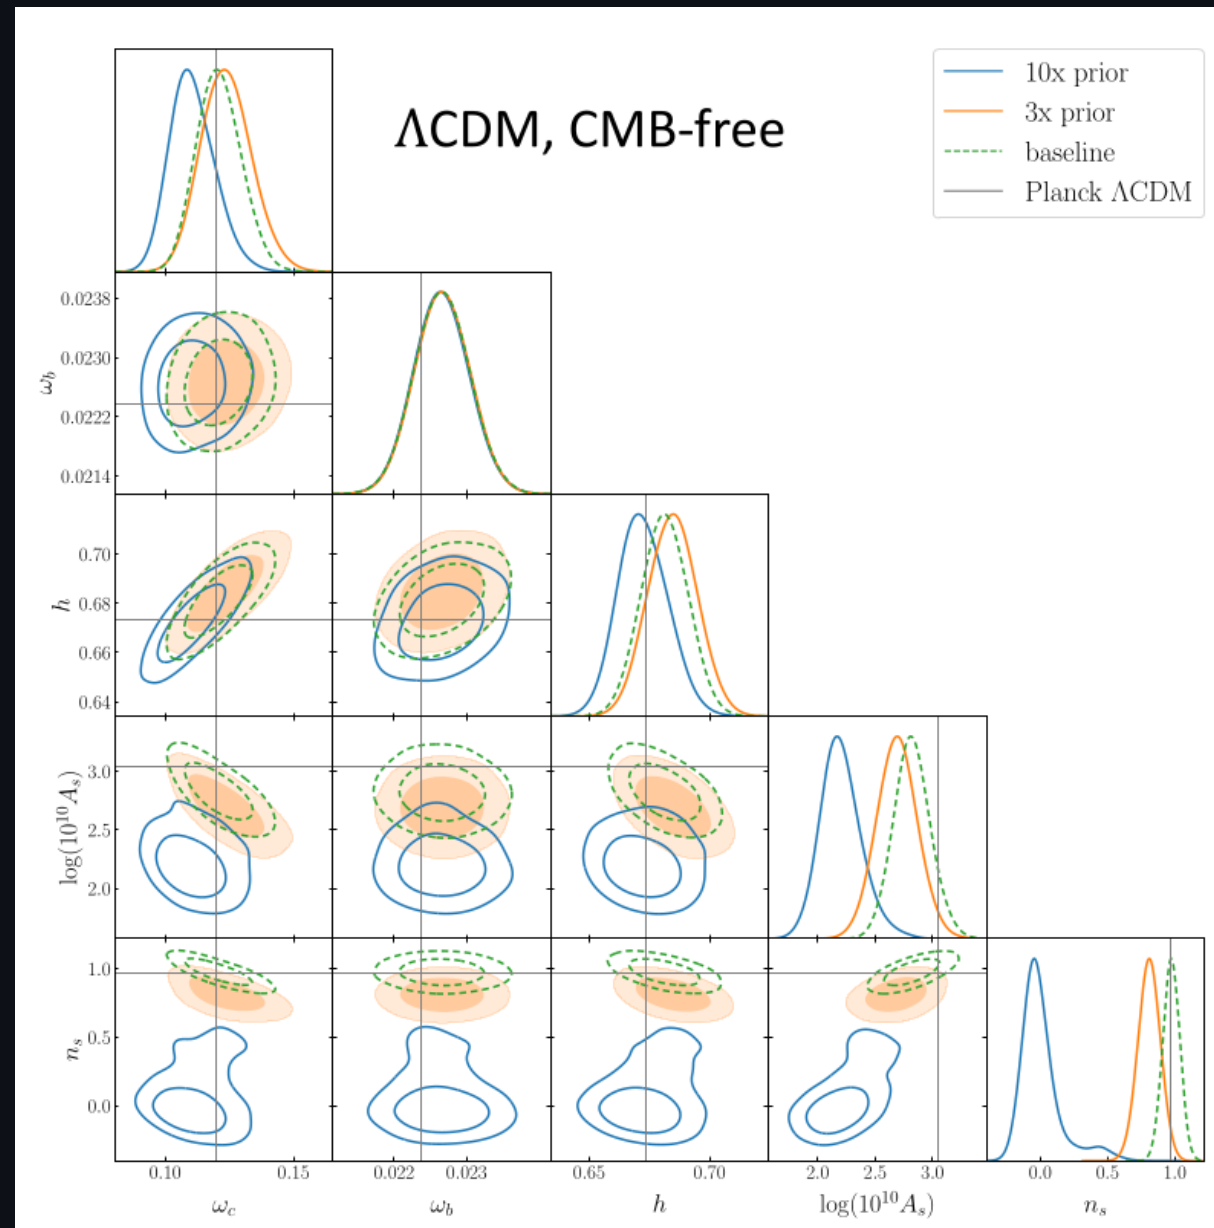 ΛCDM, CMB-free
10x prior
3x prior
baseline
Planck ΛCDM
0.0238
0.0230
0.0222
0.0214
ω_b
0.70
0.68
0.66
0.64
h
3.0
2.5
2.0
log(10^10 A_s)
1.0
0.5
0.0
n_s
0.10 0.15 0.022 0.023 0.65 0.70 2.0 2.5 3.0 0.0 0.5 1.0
ω_c ω_b h log(10^10 A_s) n_s